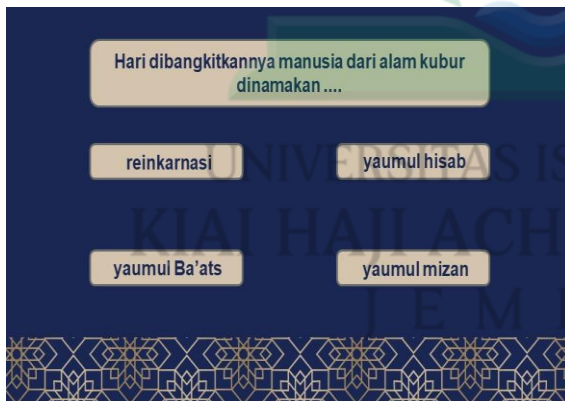 Hari dibangkitkannya manusia dari alam kubur
dinamakan ....
reinkarnasi
yaumul hisab
yaumul Ba’ats
yaumul mizan
UNIVERSITAS IS
KIAI HAJI ACH
J E M